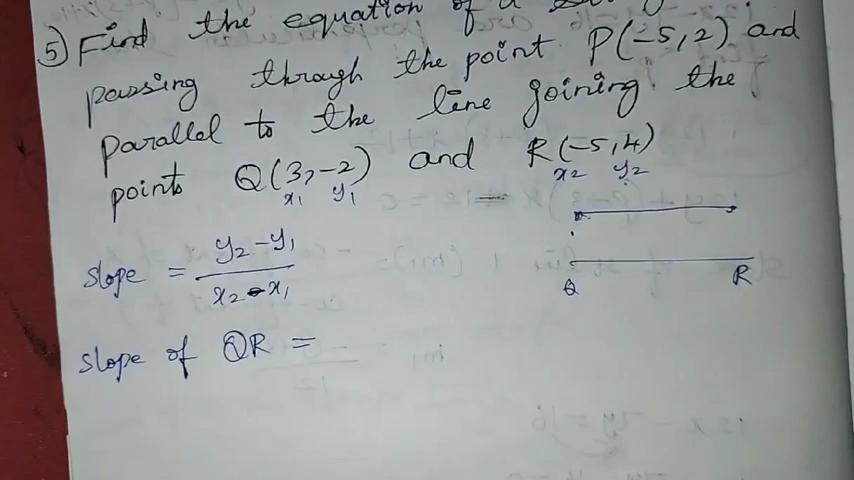 5) Find the equation of a
passing through the point P(-5,2) and
parallel to the line joining the
points Q(3,-2) and R(-5,4)
x1 y1 x2 y2
slope = y2-y1 / x2-x1
Q R
slope of QR =